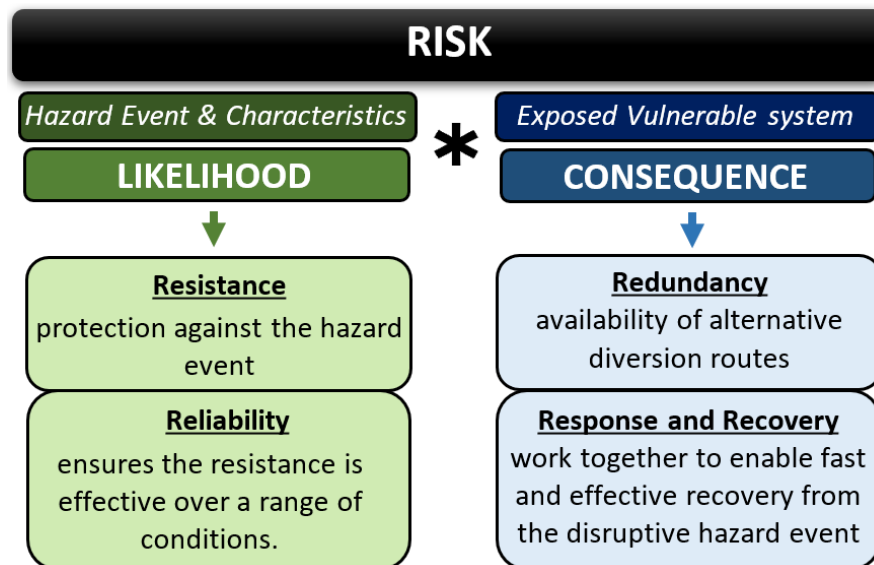 RISK
Hazard Event & Characteristics
LIKELIHOOD
*
Exposed Vulnerable system
CONSEQUENCE
Resistance
protection against the hazard
event
Reliability
ensures the resistance is
effective over a range of
conditions.
Redundancy
availability of alternative
diversion routes
Response and Recovery
work together to enable fast
and effective recovery from
the disruptive hazard event